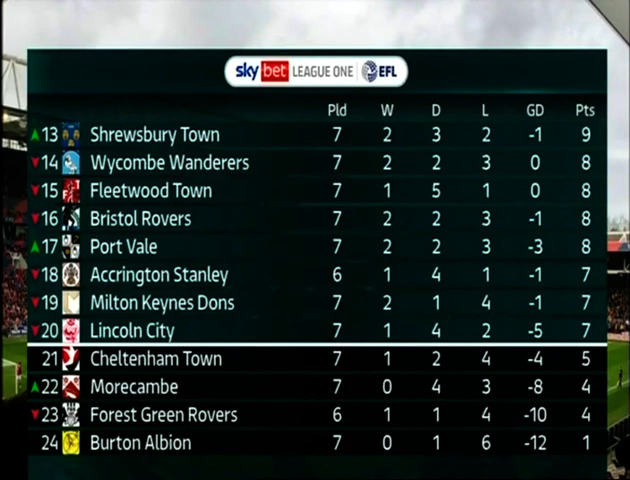 sky bet LEAGUE ONE EFL
Pld W D L GD Pts
13 Shrewsbury Town 7 2 3 2 -1 9
14 Wycombe Wanderers 7 2 2 3 0 8
15 Fleetwood Town 7 1 5 1 0 8
16 Bristol Rovers 7 2 2 3 -1 8
17 Port Vale 7 2 2 3 -3 8
18 Accrington Stanley 6 1 4 1 -1 7
19 Milton Keynes Dons 7 2 1 4 -1 7
20 Lincoln City 7 1 4 2 -5 7
21 Cheltenham Town 7 1 2 4 -4 5
22 Morecambe 7 0 4 3 -8 4
23 Forest Green Rovers 6 1 1 4 -10 4
24 Burton Albion 7 0 1 6 -12 1